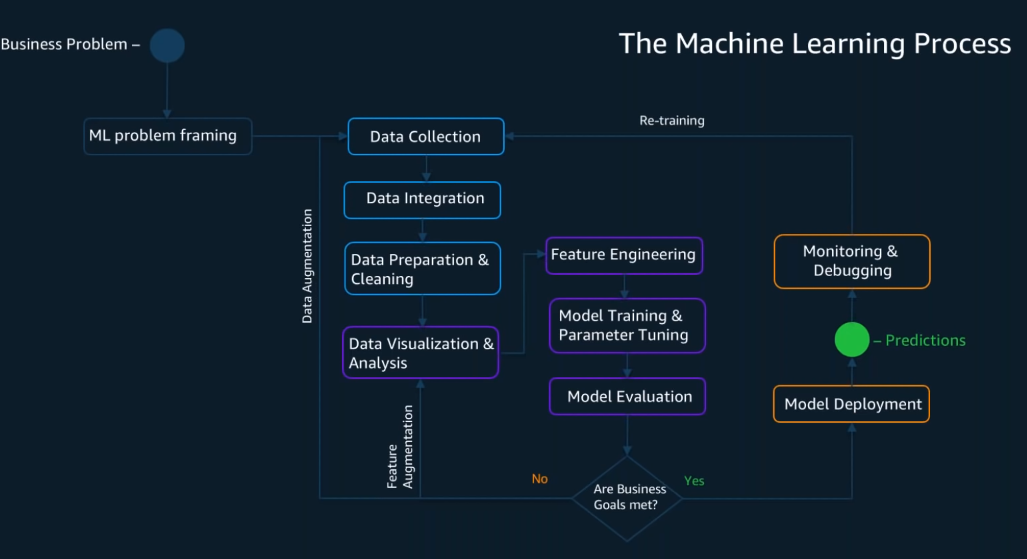 The Machine Learning Process
Business Problem –
ML problem framing
Data Collection
Re-training
Data Integration
Data Preparation &
Cleaning
Data Visualization &
Analysis
Data Augmentation
Feature
Augmentation
Feature Engineering
Model Training &
Parameter Tuning
Model Evaluation
Are Business
Goals met?
No
Yes
Model Deployment
– Predictions
Monitoring &
Debugging